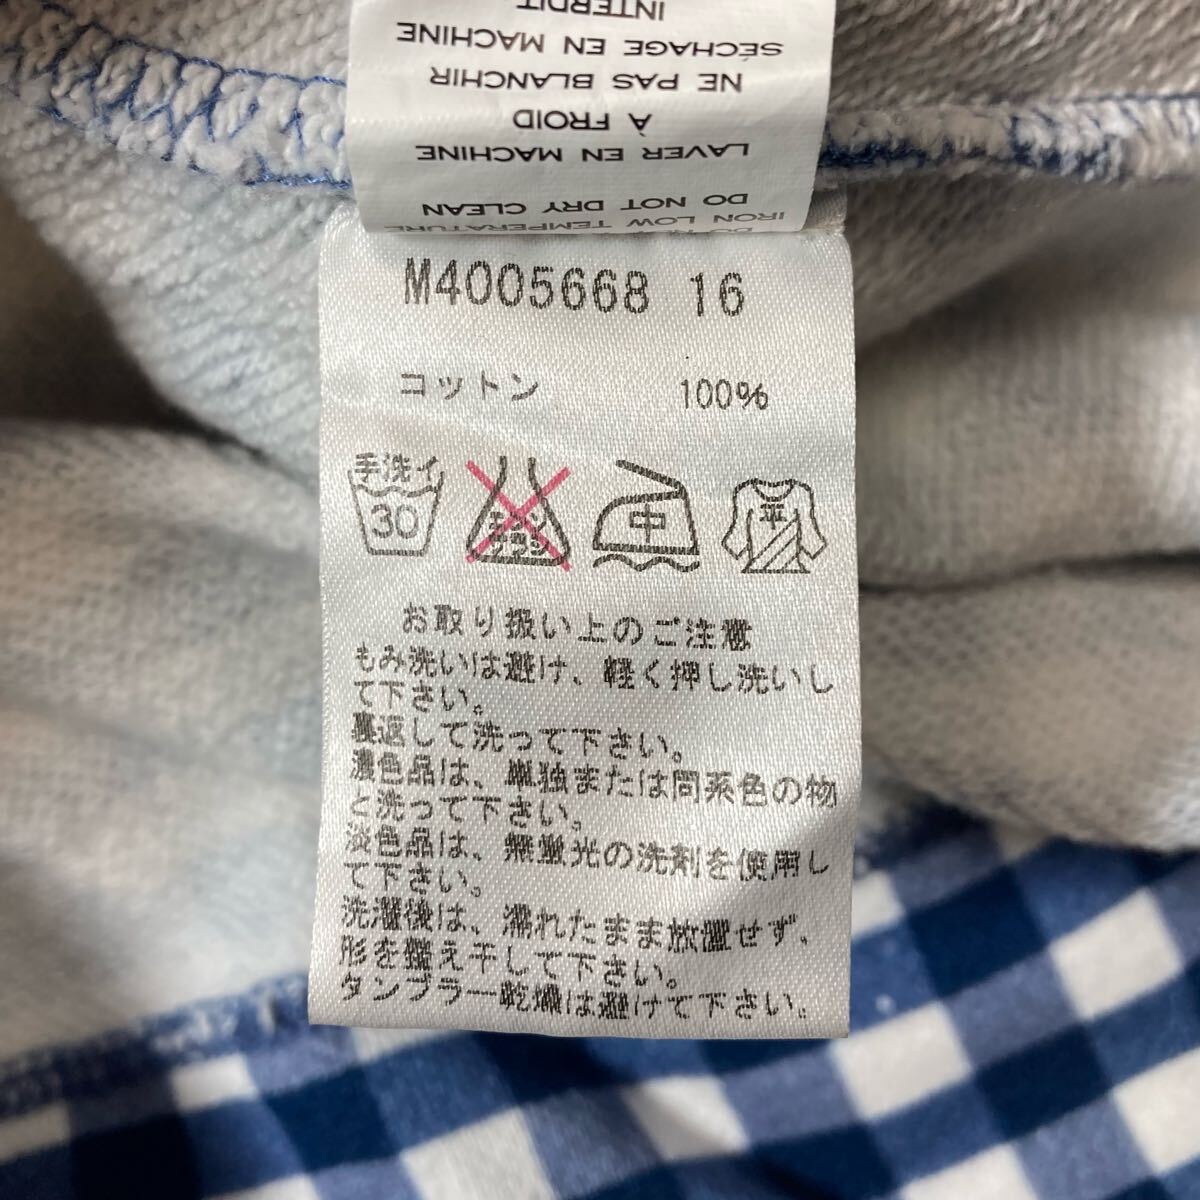 INTERDIT
SÉCHAGE EN MACHINE
NE PAS BLANCHIR
À FROID
LAVER EN MACHINE
DO NOT DRY CLEAN
IRON LOW TEMPERATURE
M4005668 16
コットン 100%
手洗イ
30
エンソ
サラシ
中
平
お取り扱い上のご注意
もみ洗いは避け、軽く押し洗いし
て下さい。
裏返して洗って下さい。
濃色品は、単独または同系色の物
と洗って下さい。
淡色品は、無蛍光の洗剤を使用し
て下さい。
洗濯後は、濡れたまま放置せず、
形を整え干して下さい。
タンブラー乾燥は避けて下さい。